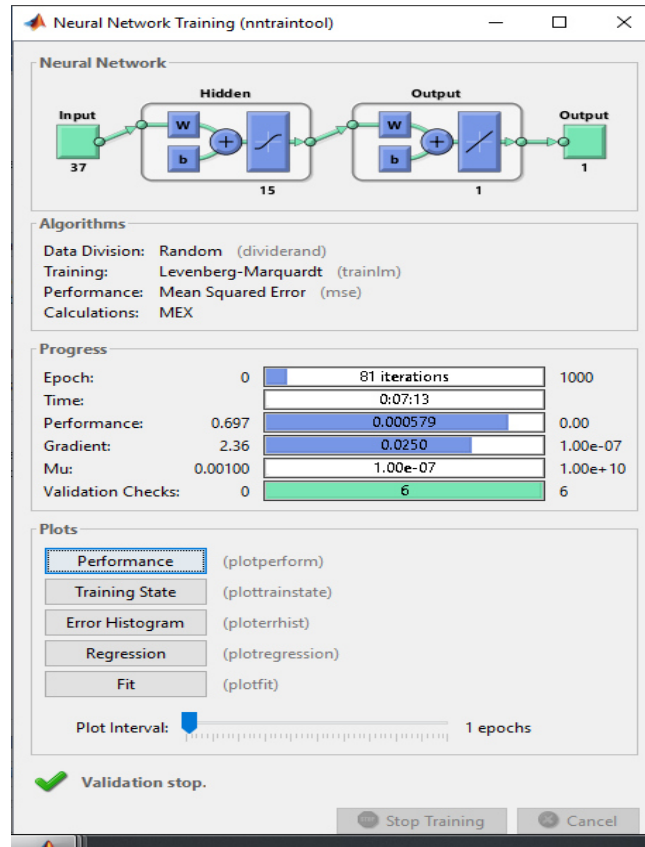 Neural Network Training (nntraintool)
Neural Network
Hidden Output
Input Output
W W
b b
37 1
15 1
Algorithms
Data Division: Random (dividerand)
Training: Levenberg-Marquardt (trainlm)
Performance: Mean Squared Error (mse)
Calculations: MEX
Progress
Epoch: 0 81 iterations 1000
Time: 0:07:13
Performance: 0.697 0.000579 0.00
Gradient: 2.36 0.0250 1.00e-07
Mu: 0.00100 1.00e-07 1.00e+10
Validation Checks: 0 6 6
Plots
Performance (plotperform)
Training State (plottrainstate)
Error Histogram (ploterrhist)
Regression (plotregression)
Fit (plotfit)
Plot Interval: 1 epochs
Validation stop.
Stop Training Cancel